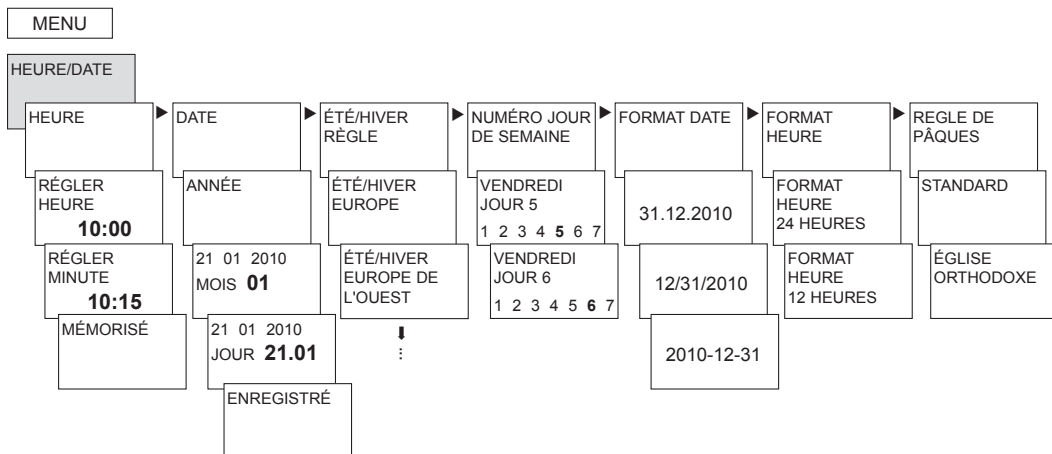 MENU
HEURE/DATE
HEURE
RÉGLER
HEURE
10:00
RÉGLER
MINUTE
10:15
MÉMORISÉ
DATE
ANNÉE
21 01 2010
MOIS 01
21 01 2010
JOUR 21.01
ENREGISTRÉ
ÉTÉ/HIVER
RÈGLE
ÉTÉ/HIVER
EUROPE
ÉTÉ/HIVER
EUROPE DE
L'OUEST
NUMÉRO JOUR
DE SEMAINE
VENDREDI
JOUR 5
1 2 3 4 5 6 7
VENDREDI
JOUR 6
1 2 3 4 5 6 7
FORMAT DATE
31.12.2010
12/31/2010
2010-12-31
FORMAT
HEURE
FORMAT
HEURE
24 HEURES
FORMAT
HEURE
12 HEURES
REGLE DE
PÂQUES
STANDARD
ÉGLISE
ORTHODOXE